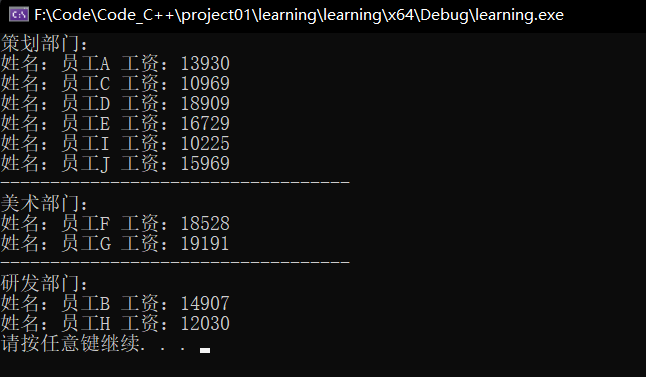 F:\Code\Code_C++\project01\learning\learning\x64\Debug\learning.exe
策划部门:
姓名: 员工A 工资: 13930
姓名: 员工C 工资: 10969
姓名: 员工D 工资: 18909
姓名: 员工E 工资: 16729
姓名: 员工I 工资: 10225
姓名: 员工J 工资: 15969
-----------------------------------
美术部门:
姓名: 员工F 工资: 18528
姓名: 员工G 工资: 19191
-----------------------------------
研发部门:
姓名: 员工B 工资: 14907
姓名: 员工H 工资: 12030
请按任意键继续. . .